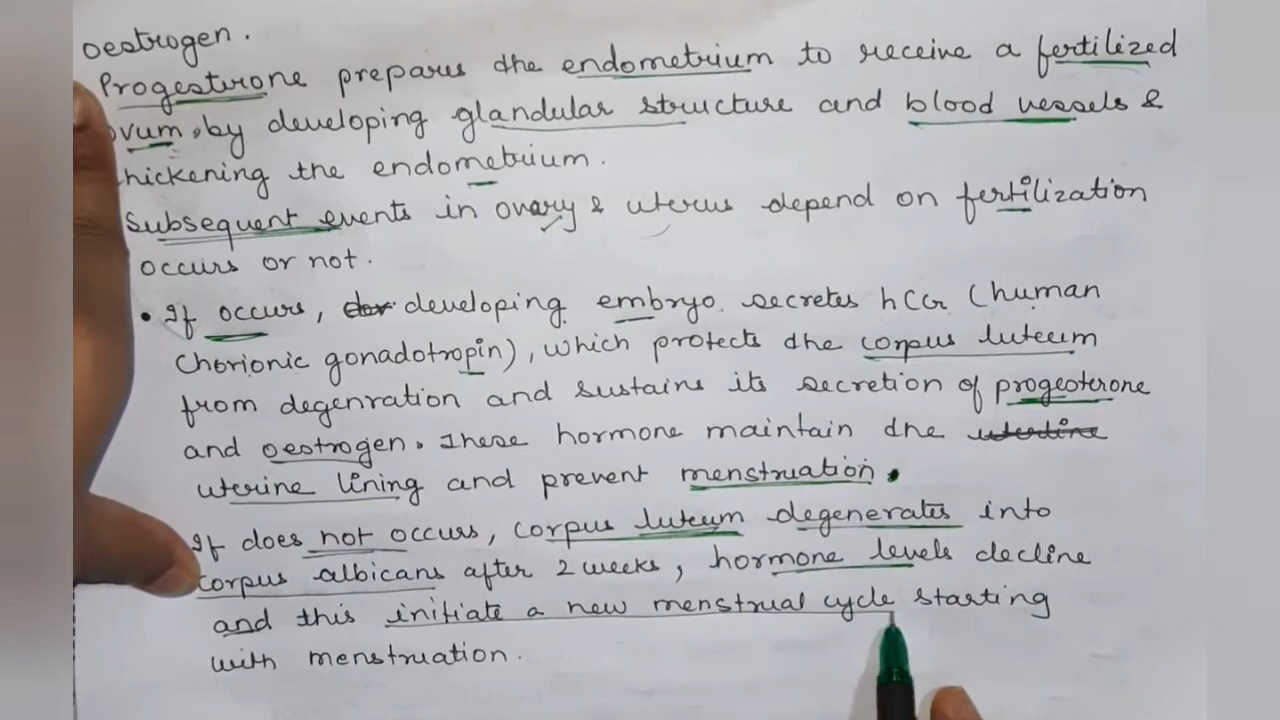 oestrogen.
Progesterone prepares the endometrium to receive a fertilized
ovum, by developing glandular structure and blood vessels &
thickening the endometrium.
Subsequent events in ovary & uterus depend on fertilization
occurs or not.
• If occurs, developing embryo secretes hCG (human
Chorionic gonadotropin), which protects the corpus luteum
from degenration and sustains its secretion of progesterone
and oestrogen. These hormone maintain the
uterine lining and prevent menstruation.
If does not occurs, corpus luteum degenerates into
corpus albicans after 2 weeks, hormone levels decline
and this initiate a new menstrual cycle starting
with menstruation.